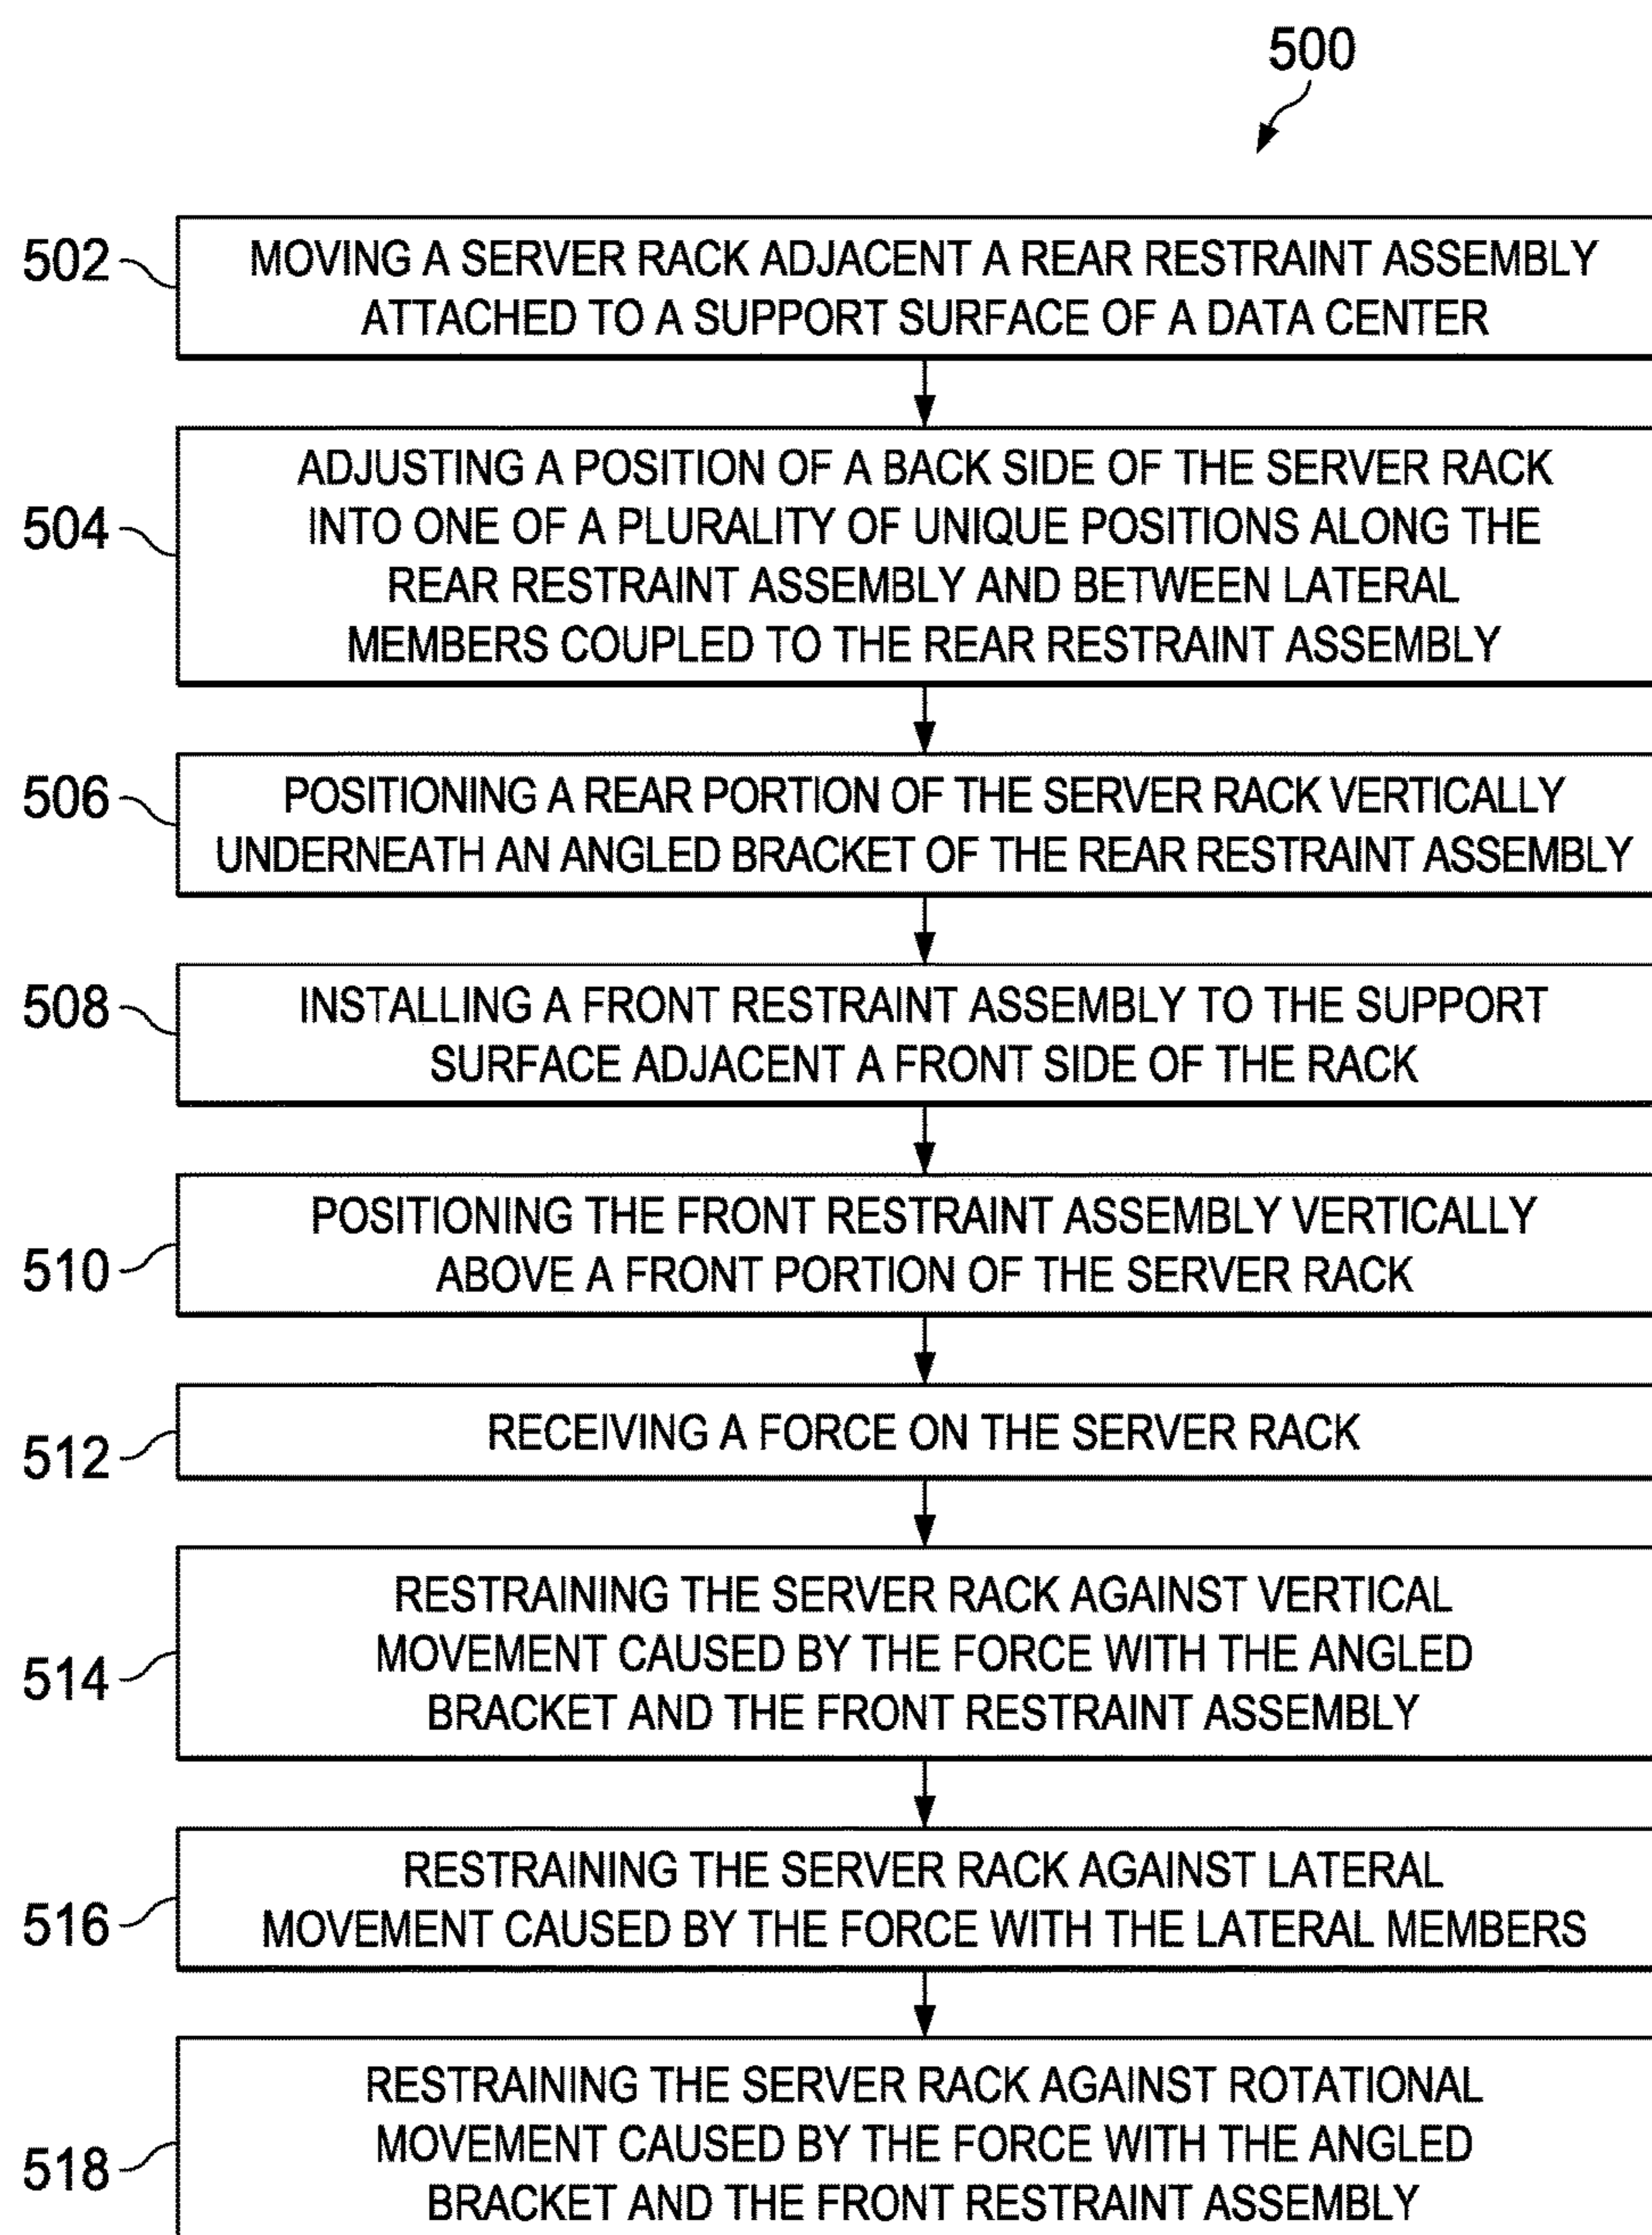 500
502
MOVING A SERVER RACK ADJACENT A REAR RESTRAINT ASSEMBLY
ATTACHED TO A SUPPORT SURFACE OF A DATA CENTER
504
ADJUSTING A POSITION OF A BACK SIDE OF THE SERVER RACK
INTO ONE OF A PLURALITY OF UNIQUE POSITIONS ALONG THE
REAR RESTRAINT ASSEMBLY AND BETWEEN LATERAL
MEMBERS COUPLED TO THE REAR RESTRAINT ASSEMBLY
506
POSITIONING A REAR PORTION OF THE SERVER RACK VERTICALLY
UNDERNEATH AN ANGLED BRACKET OF THE REAR RESTRAINT ASSEMBLY
508
INSTALLING A FRONT RESTRAINT ASSEMBLY TO THE SUPPORT
SURFACE ADJACENT A FRONT SIDE OF THE RACK
510
POSITIONING THE FRONT RESTRAINT ASSEMBLY VERTICALLY
ABOVE A FRONT PORTION OF THE SERVER RACK
512
RECEIVING A FORCE ON THE SERVER RACK
514
RESTRAINING THE SERVER RACK AGAINST VERTICAL
MOVEMENT CAUSED BY THE FORCE WITH THE ANGLED
BRACKET AND THE FRONT RESTRAINT ASSEMBLY
516
RESTRAINING THE SERVER RACK AGAINST LATERAL
MOVEMENT CAUSED BY THE FORCE WITH THE LATERAL MEMBERS
518
RESTRAINING THE SERVER RACK AGAINST ROTATIONAL
MOVEMENT CAUSED BY THE FORCE WITH THE ANGLED
BRACKET AND THE FRONT RESTRAINT ASSEMBLY